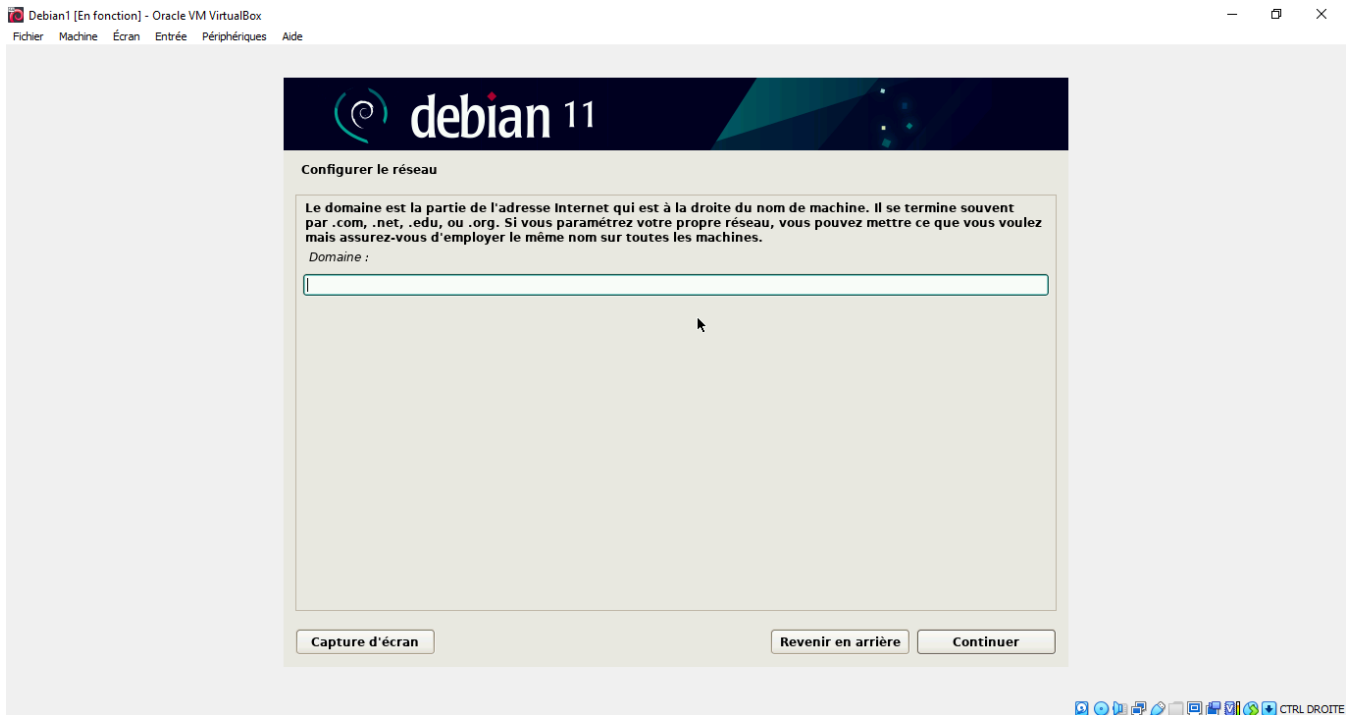 Debian1 [En fonction] - Oracle VM VirtualBox
Fichier Machine Écran Entrée Périphériques Aide
debian 11
Configurer le réseau
Le domaine est la partie de l'adresse Internet qui est à la droite du nom de machine. Il se termine souvent
par .com, .net, .edu, ou .org. Si vous paramétrez votre propre réseau, vous pouvez mettre ce que vous voulez
mais assurez-vous d'employer le même nom sur toutes les machines.
Domaine :
Capture d'écran Revenir en arrière Continuer
CTRL DROITE